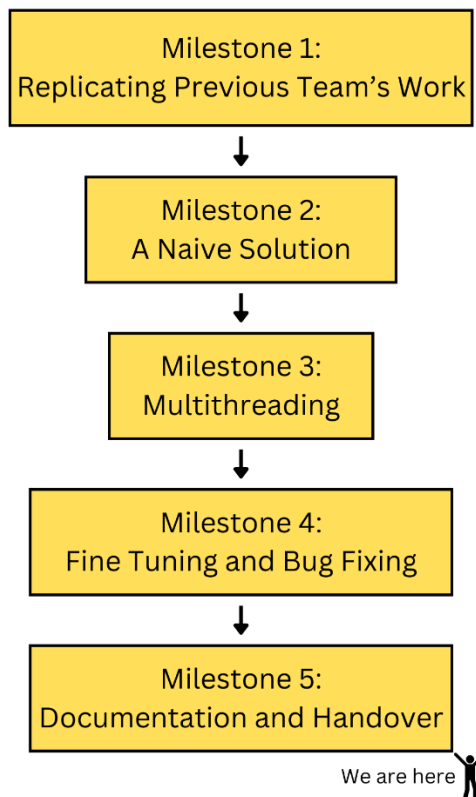 Milestone 1:
Replicating Previous Team's Work
Milestone 2:
A Naive Solution
Milestone 3:
Multithreading
Milestone 4:
Fine Tuning and Bug Fixing
Milestone 5:
Documentation and Handover
We are here